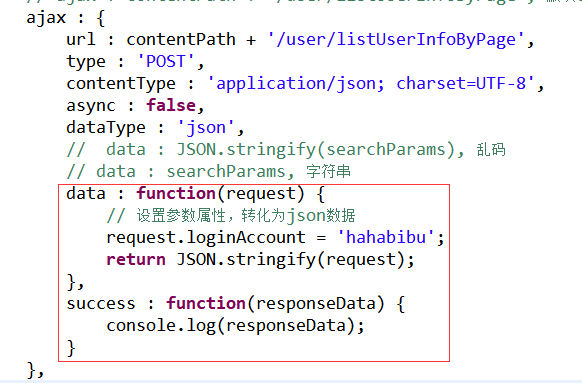 ajax : {
url : contentPath + '/user/listUserInfoByPage',
type : 'POST',
contentType : 'application/json; charset=UTF-8',
async : false,
dataType : 'json',
// data : JSON.stringify(searchParams), 乱码
// data : searchParams, 字符串
data : function(request) {
// 设置参数属性，转化为json数据
request.loginAccount = 'hahabibu';
return JSON.stringify(request);
},
success : function(responseData) {
console.log(responseData);
}
},